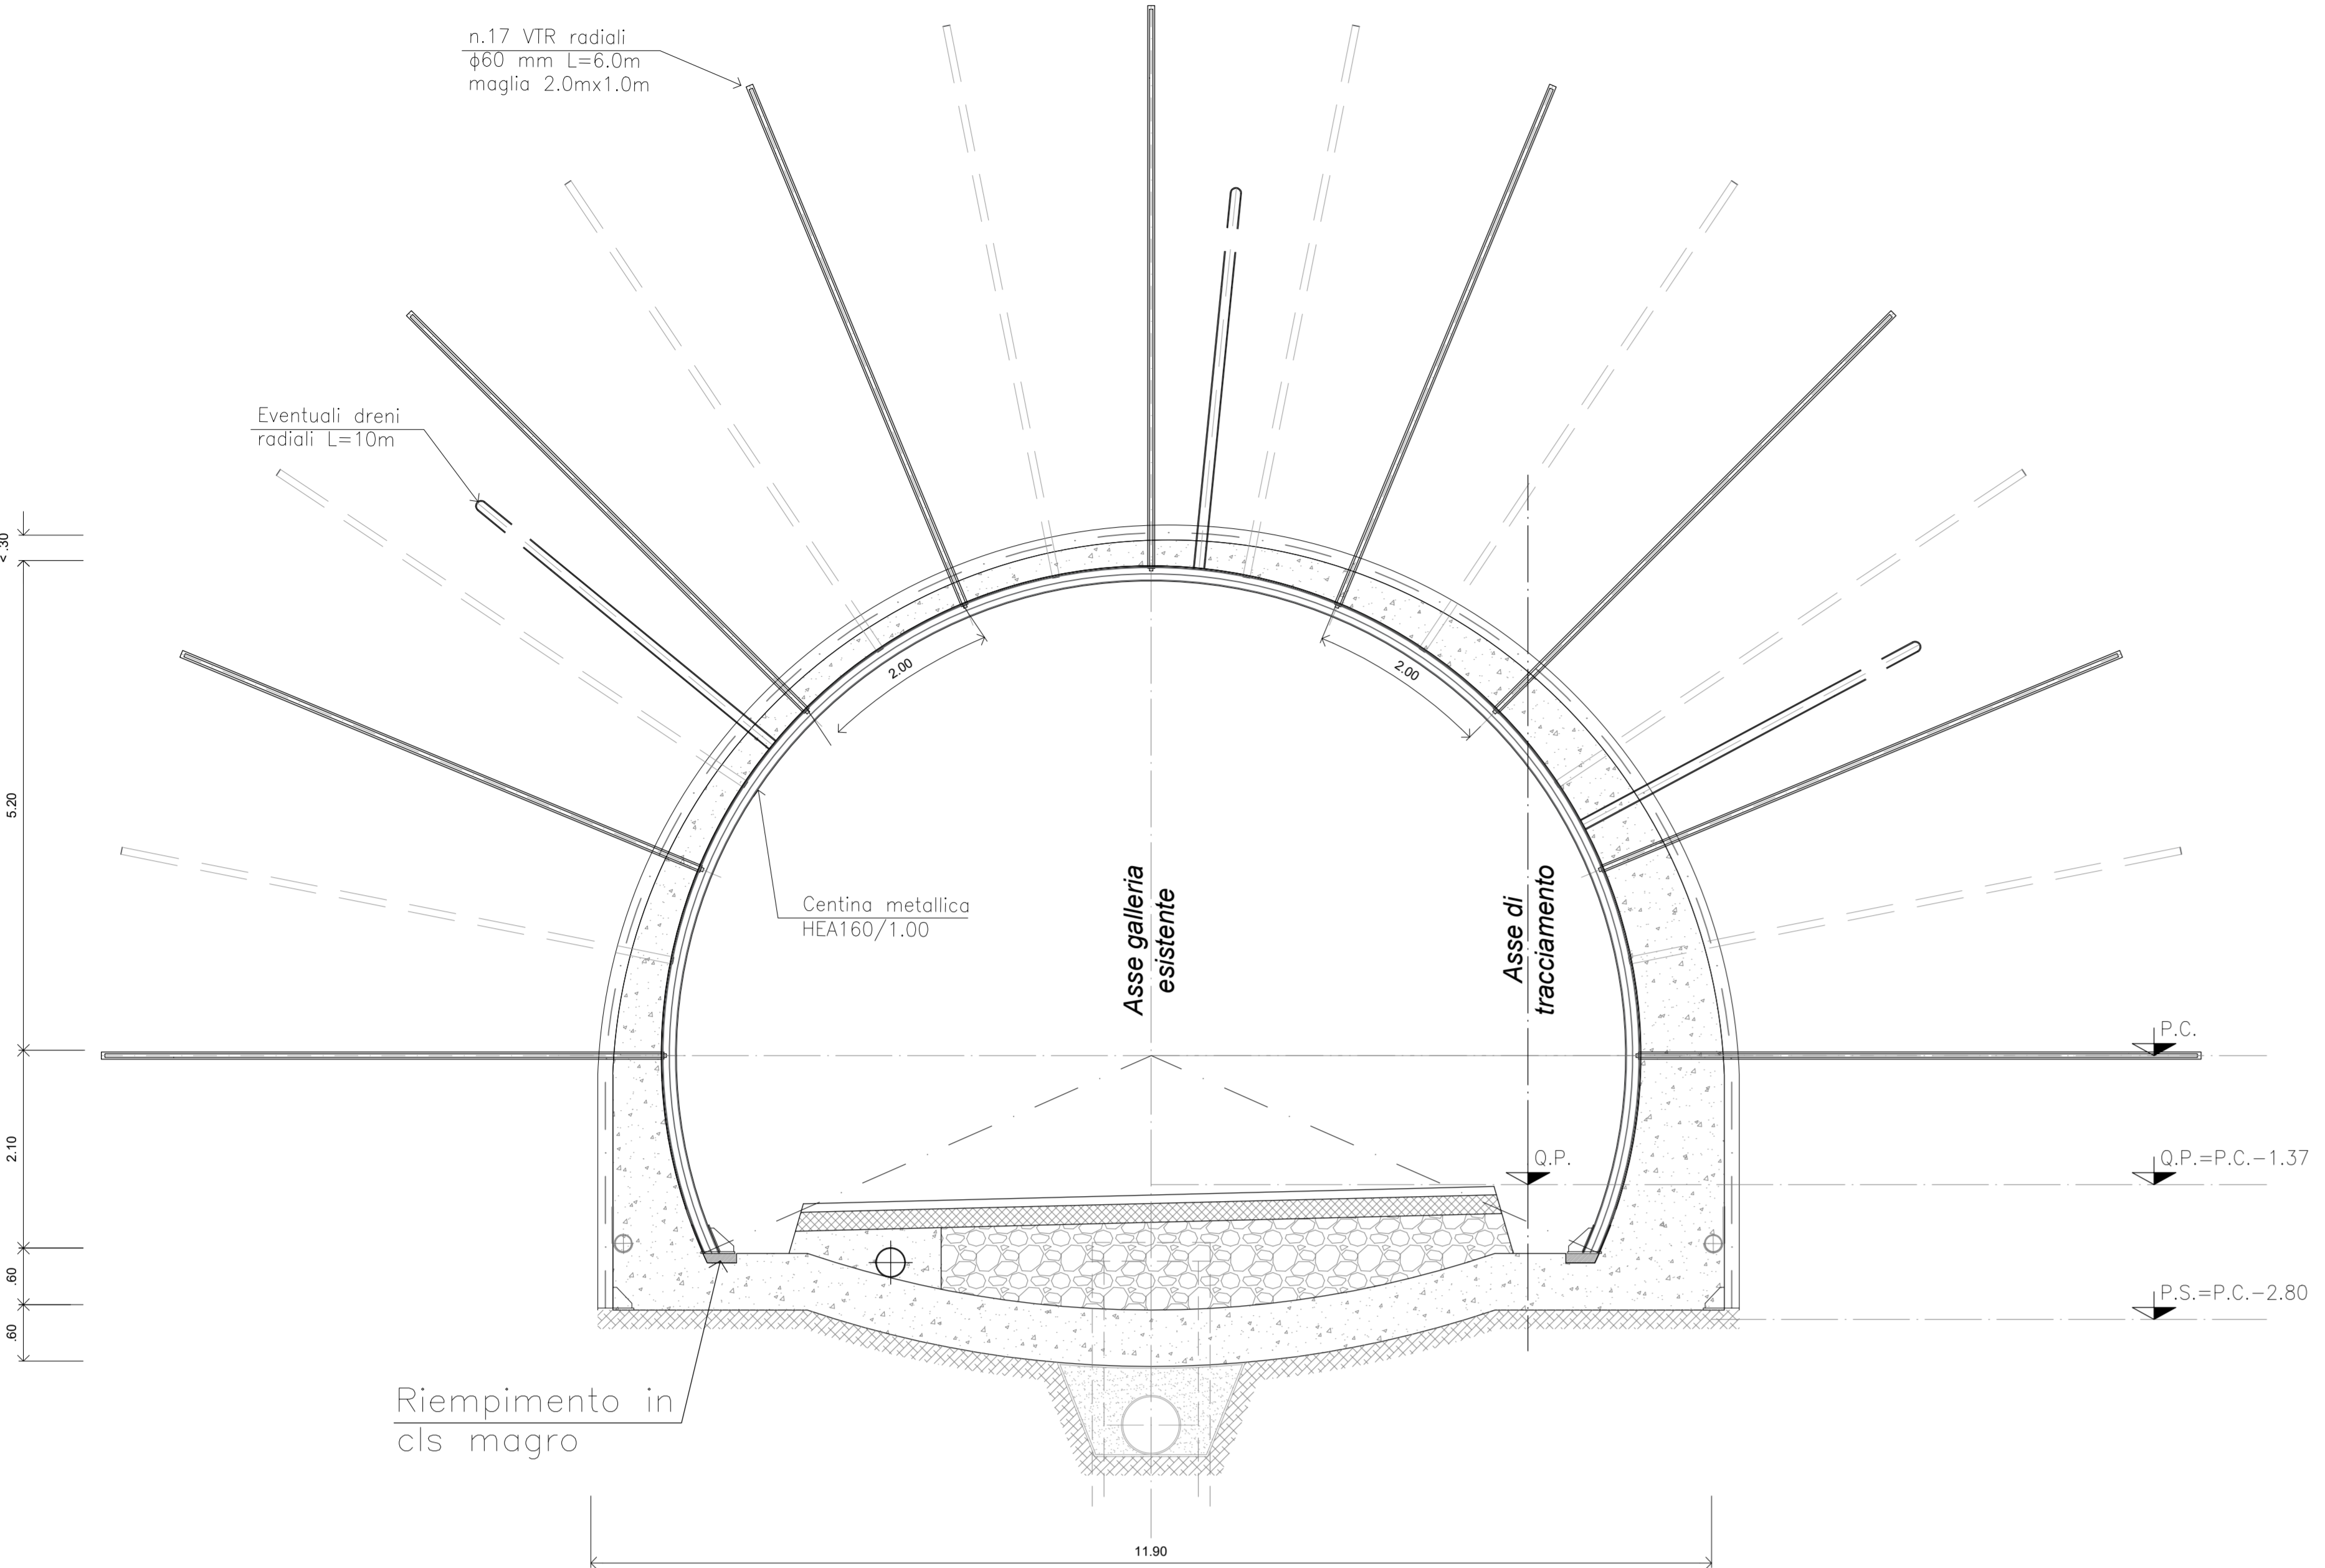 n.17 VTR radiali
ϕ60 mm L=6.0m
maglia 2.0mx1.0m
Eventuali dreni
radiali L=10m
< .30
5.20
2.10
.60
.60
2.00
2.00
Centina metallica
HEA160/1.00
Asse galleria
esistente
Asse di
tracciamento
P.C.
Q.P.
Q.P.=P.C.-1.37
P.S.=P.C.-2.80
Riempimento in
cls magro
11.90